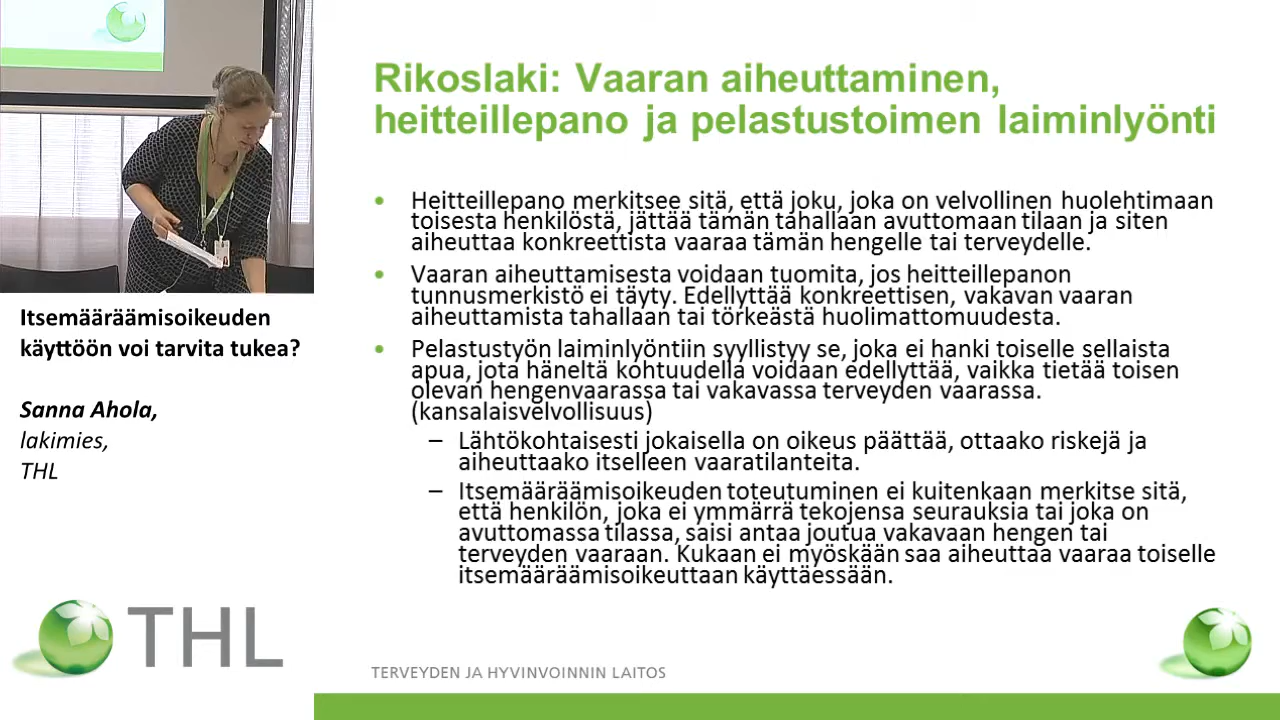 Rikoslaki: Vaaran aiheuttaminen,
heitteillepano ja pelastustoimen laiminlyönti
• Heitteillepano merkitsee sitä, että joku, joka on velvollinen huolehtimaan
toisesta henkilöstä, jättää tämän tahallaan avuttomaan tilaan ja siten
aiheuttaa konkreettista vaaraa tämän hengelle tai terveydelle.
• Vaaran aiheuttamisesta voidaan tuomita, jos heitteillepanon
tunnusmerkistö ei täyty. Edellyttää konkreettisen, vakavan vaaran
aiheuttamista tahallaan tai törkeästä huolimattomuudesta.
• Pelastustyön laiminlyöntiin syyllistyy se, joka ei hanki toiselle sellaista
apua, jota häneltä kohtuudella voidaan edellyttää, vaikka tietää toisen
olevan hengenvaarassa tai vakavassa terveyden vaarassa.
(kansalaisvelvollisuus)
– Lähtökohtaisesti jokaisella on oikeus päättää, ottaako riskejä ja
aiheuttaako itselleen vaaratilanteita.
– Itsemääräämisoikeuden toteutuminen ei kuitenkaan merkitse sitä,
että henkilön, joka ei ymmärrä tekojensa seurauksia tai joka on
avuttomassa tilassa, saisi antaa joutua vakavaan hengen tai
terveyden vaaraan. Kukaan ei myöskään saa aiheuttaa vaaraa toiselle
itsemääräämisoikeuttaan käyttäessään.
Itsemääräämisoikeuden
käyttöön voi tarvita tukea?
Sanna Ahola,
lakimies,
THL
THL
TERVEYDEN JA HYVINVOINNIN LAITOS